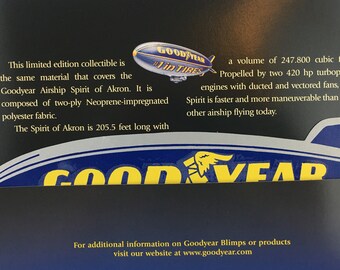 This limited edition collectible is
the same material that covers the
Goodyear Airship Spirit of Akron. It is
composed of two-ply Neoprene-impregnated
polyester fabric.
The Spirit of Akron is 205.5 feet long with
GOODYEAR
#1 IN TIRES
a volume of 247.800 cubic
Propelled by two 420 hp turbop
engines with ducted and vectored fans,
Spirit is faster and more maneuverable than
other airship flying today.
GOODYEAR
For additional information on Goodyear Blimps or products
visit our website at www.goodyear.com